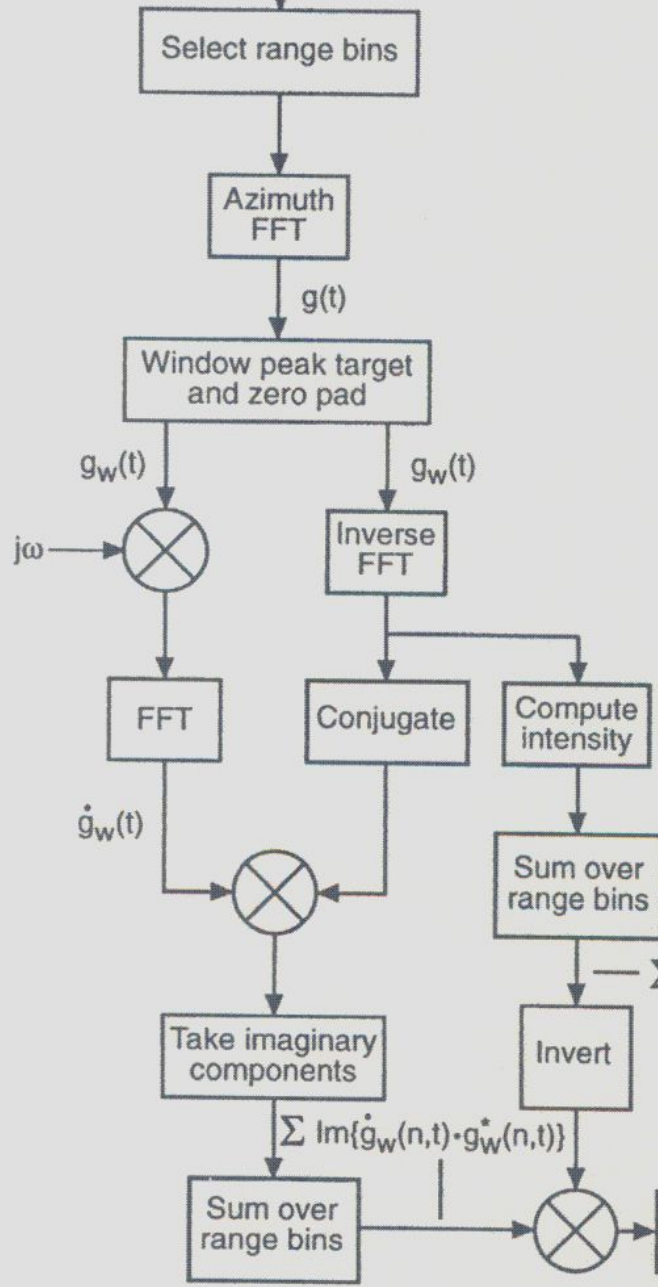 Select range bins
Azimuth
FFT
g(t)
Window peak target
and zero pad
g_w(t)
g_w(t)
jω
Inverse
FFT
FFT
Conjugate
Compute
intensity
ġ_w(t)
Sum over
range bins
Σ
Take imaginary
components
Invert
Σ Im{ġ_w(n,t)·g*_w(n,t)}
Sum over
range bins